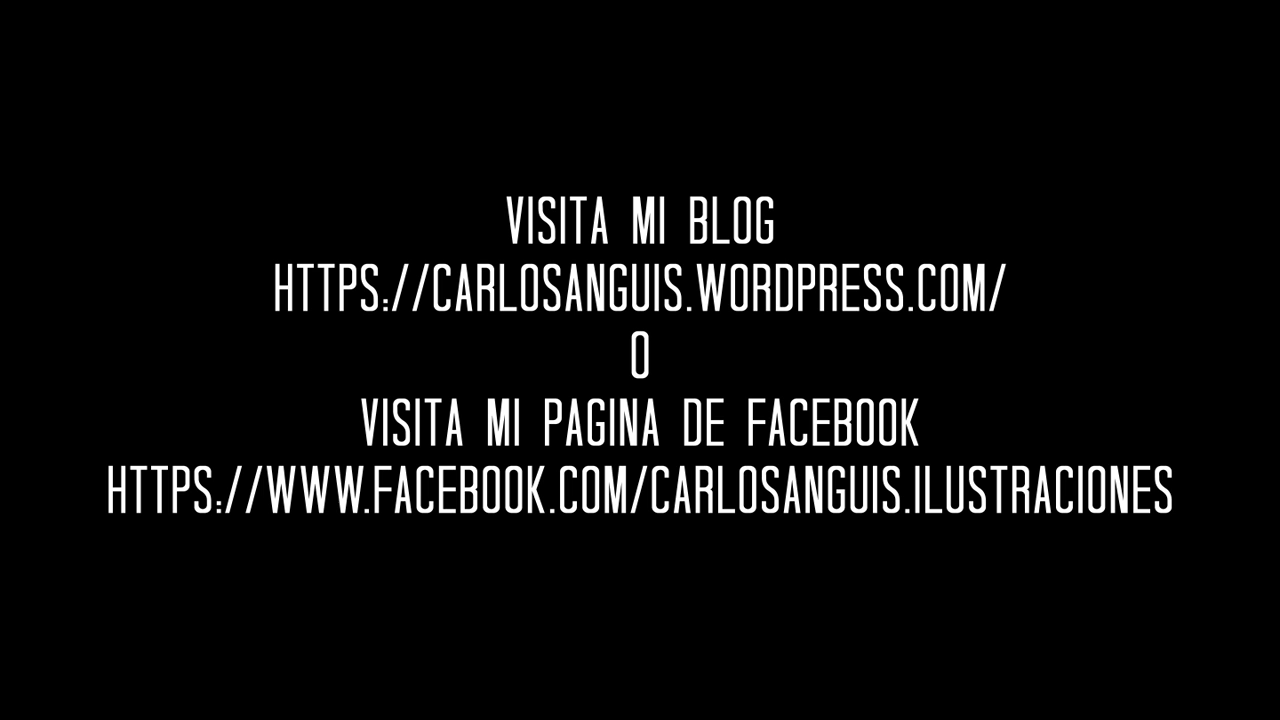 VISITA MI BLOG
HTTPS://CARLOSANGUIS.WORDPRESS.COM/
O
VISITA MI PAGINA DE FACEBOOK
HTTPS://WWW.FACEBOOK.COM/CARLOSANGUIS.ILUSTRACIONES